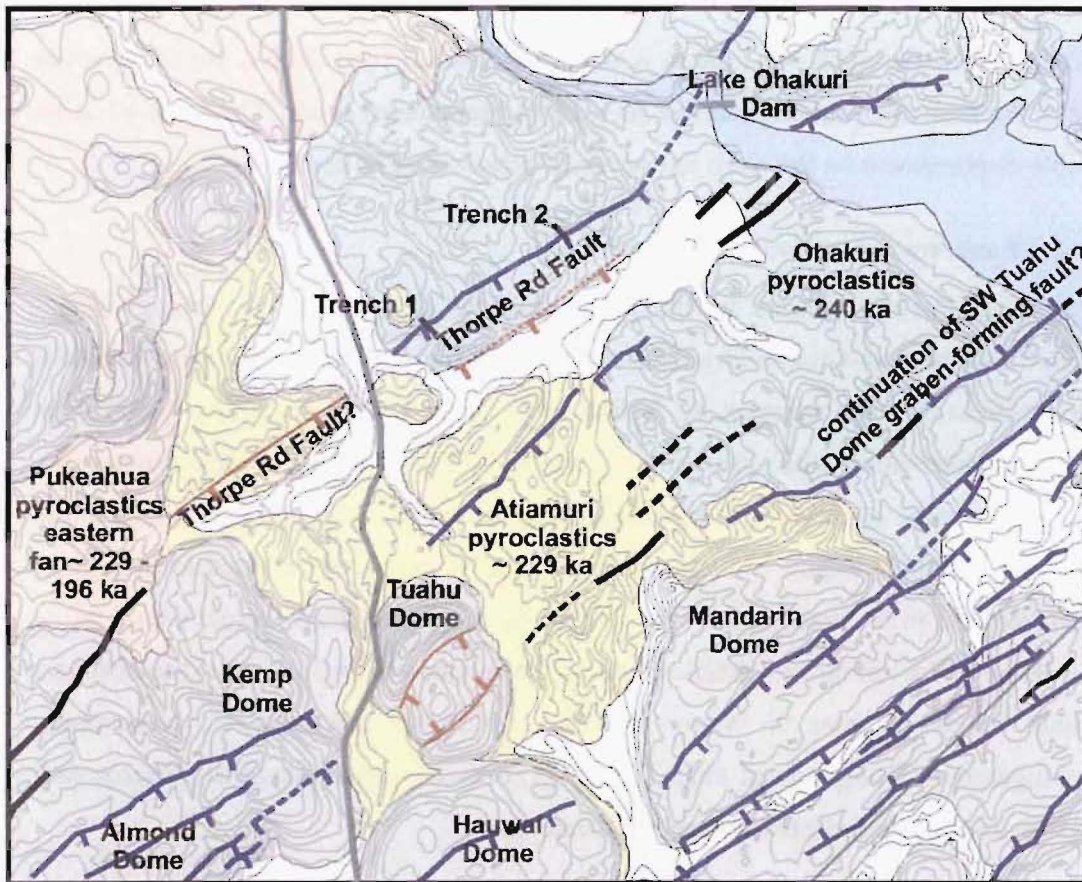 Lake Ohakuri
Dam
Trench 2
Thorpe Rd Fault
Trench 1
Ohakuri
pyroclastics
~ 240 ka
continuation of SW Tuahu
Dome graben-forming fault?
Thorpe Rd Fault?
Pukeahua
pyroclastics
eastern
fan~ 229 -
196 ka
Atiamuri
pyroclastics
~ 229 ka
Tuahu
Dome
Mandarin
Dome
Kemp
Dome
Almond
Dome
Hauwai
Dome